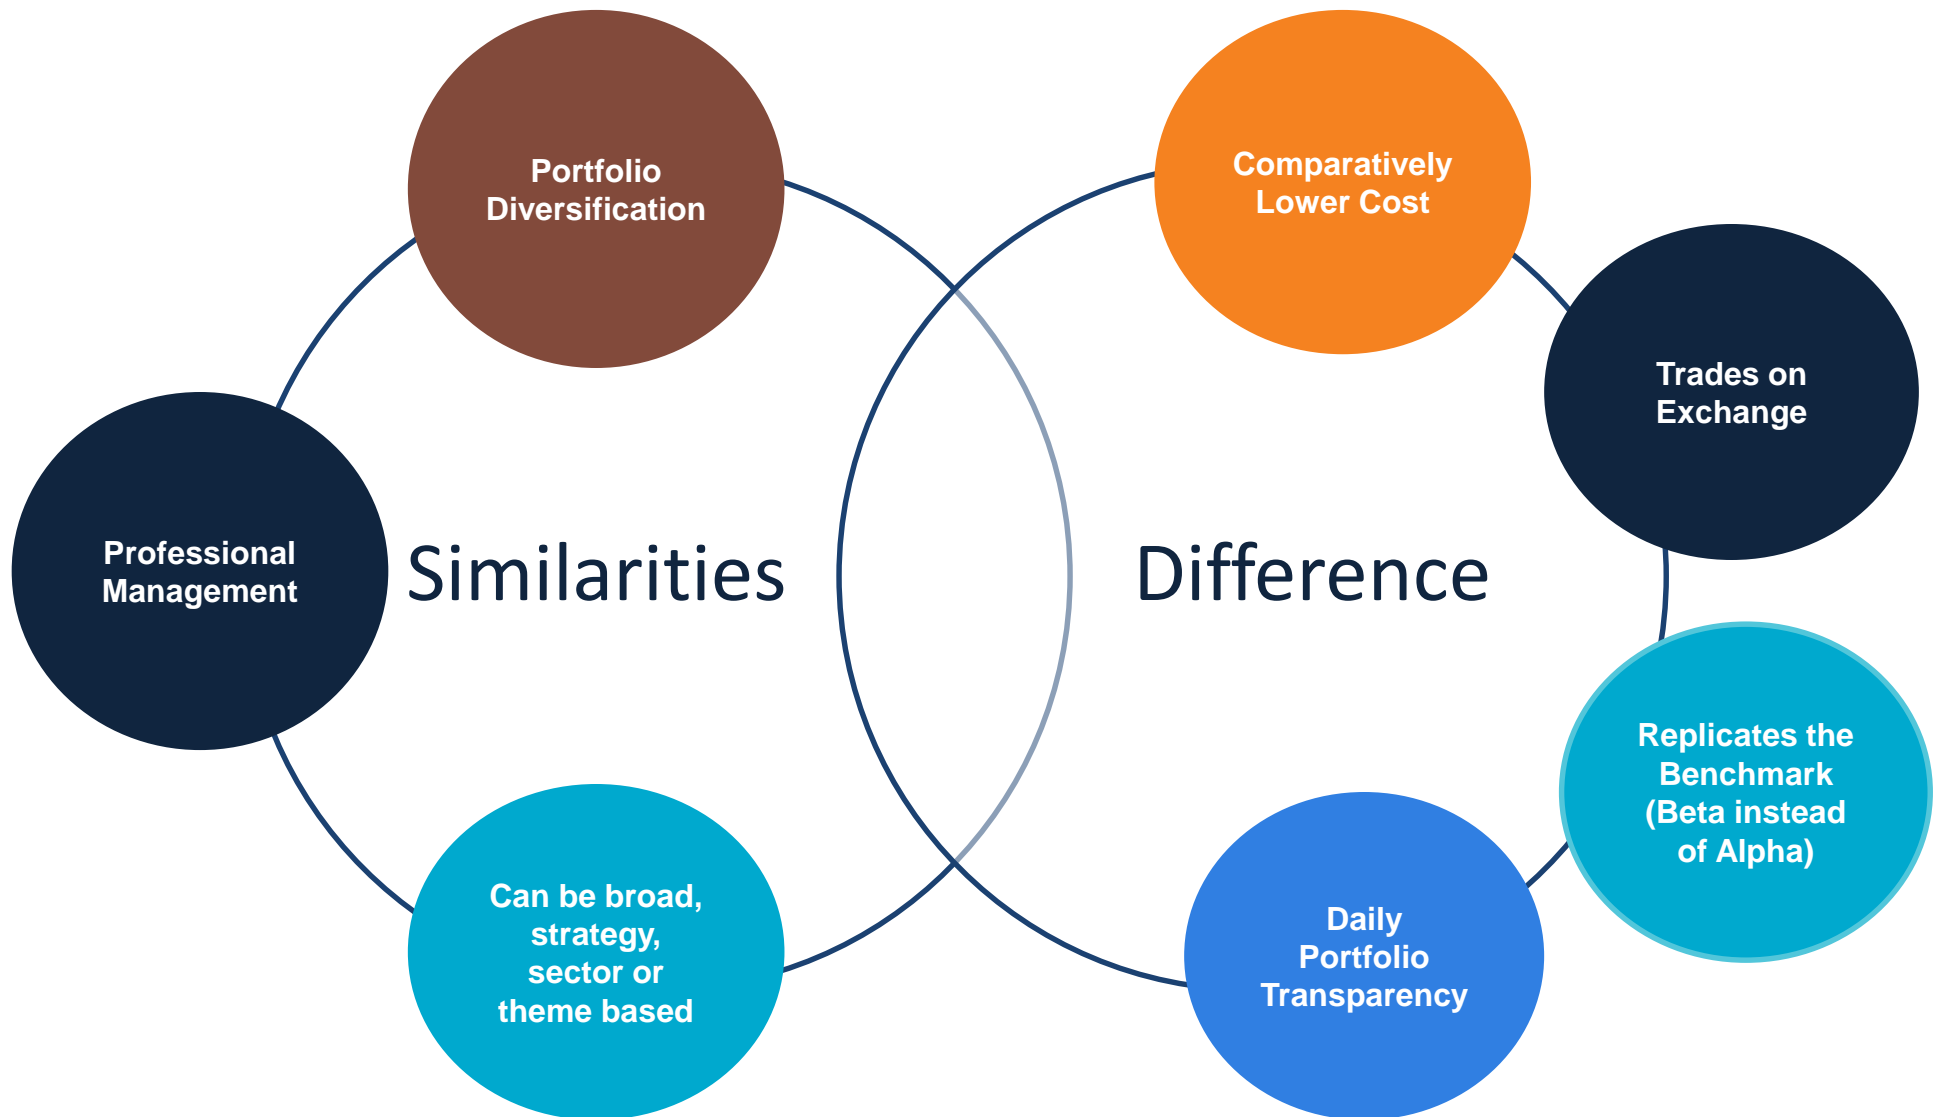 Portfolio
Diversification
Professional
Management
Similarities
Can be broad,
strategy,
sector or
theme based
Comparatively
Lower Cost
Trades on
Exchange
Difference
Replicates the
Benchmark
(Beta instead
of Alpha)
Daily
Portfolio
Transparency